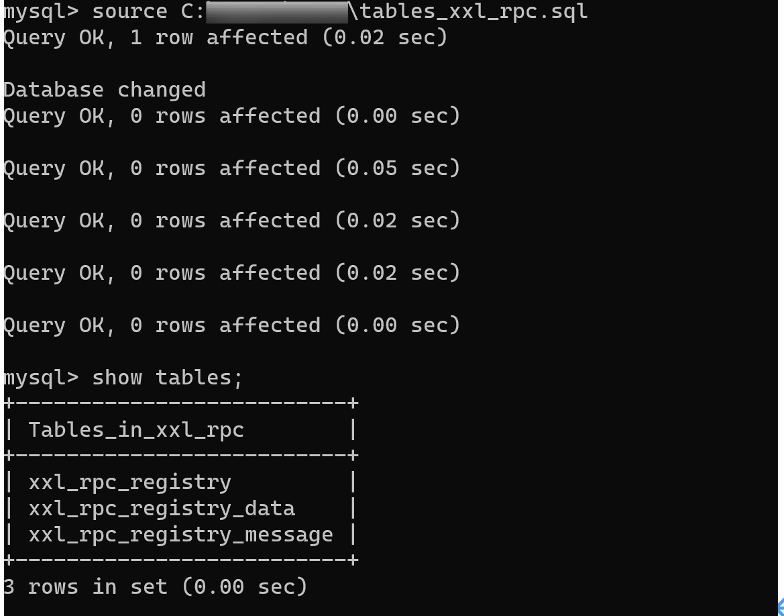 mysql> source C:\tables_xxl_rpc.sql
Query OK, 1 row affected (0.02 sec)
Database changed
Query OK, 0 rows affected (0.00 sec)
Query OK, 0 rows affected (0.05 sec)
Query OK, 0 rows affected (0.02 sec)
Query OK, 0 rows affected (0.02 sec)
Query OK, 0 rows affected (0.00 sec)
mysql> show tables;
+-------------------------+
| Tables_in_xxl_rpc |
+-------------------------+
| xxl_rpc_registry |
| xxl_rpc_registry_data |
| xxl_rpc_registry_message |
+-------------------------+
3 rows in set (0.00 sec)